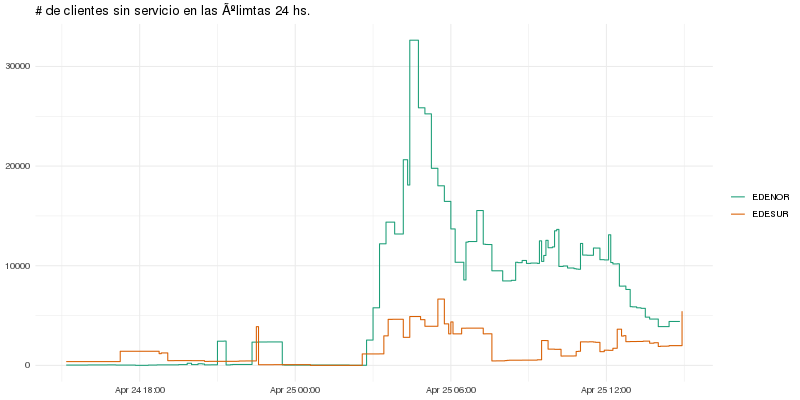 # de clientes sin servicio en las Ãºlimtas 24 hs.
30000
20000
10000
0
Apr 24 18:00
Apr 25 00:00
Apr 25 06:00
Apr 25 12:00
EDENOR
EDESUR